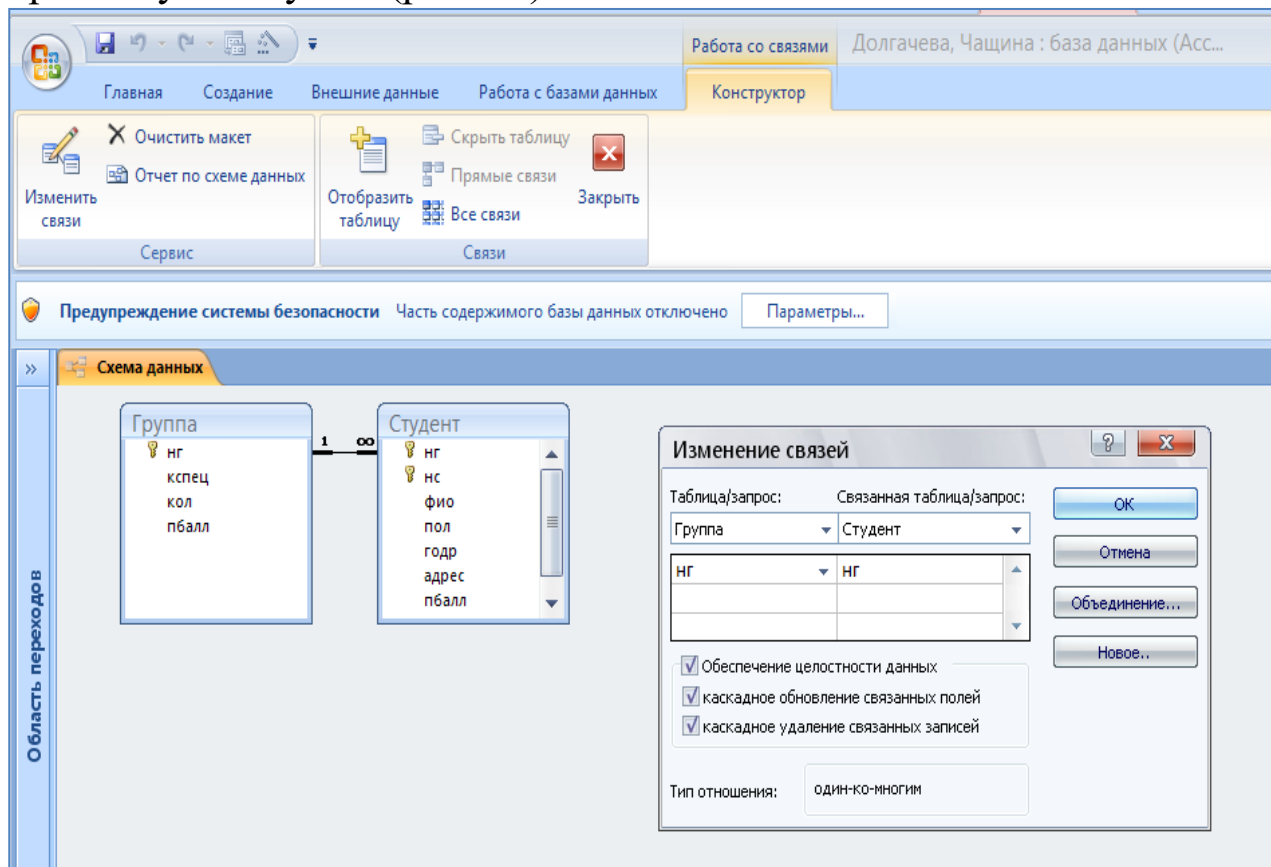 Работа со связями Долгачева, Чащина : база данных (Acc...
Главная Создание Внешние данные Работа с базами данных Конструктор
Изменить связи
Очистить макет
Отчет по схеме данных
Сервис
Отобразить таблицу
Скрыть таблицу
Прямые связи
Все связи
Закрыть
Связи
Предупреждение системы безопасности Часть содержимого базы данных отключено Параметры...
»
Схема данных
Область переходов
Группа
нг
кспец
кол
пбалл
1 ∞
Студент
нг
нс
фио
пол
годр
адрес
пбалл
Изменение связей
Таблица/запрос: Связанная таблица/запрос:
Группа Студент
нг нг
Обеспечение целостности данных
каскадное обновление связанных полей
каскадное удаление связанных записей
Тип отношения: один-ко-многим
ОК
Отмена
Объединение...
Новое..